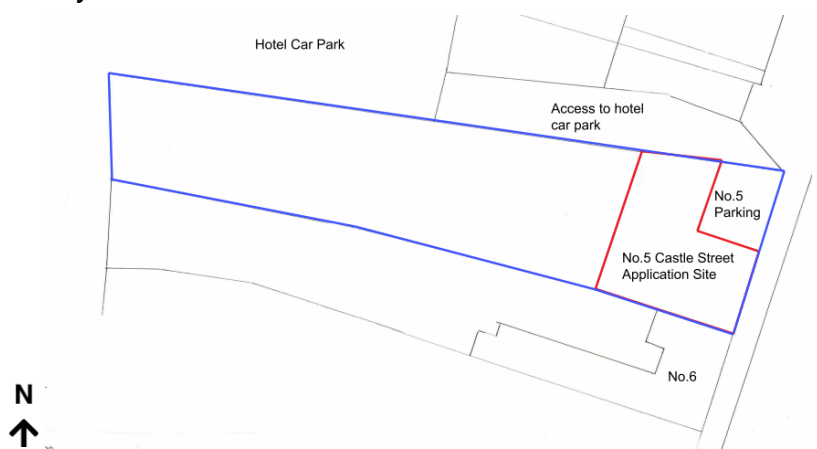 Hotel Car Park
Access to hotel
car park
No.5
Parking
No.5 Castle Street
Application Site
No.6
N